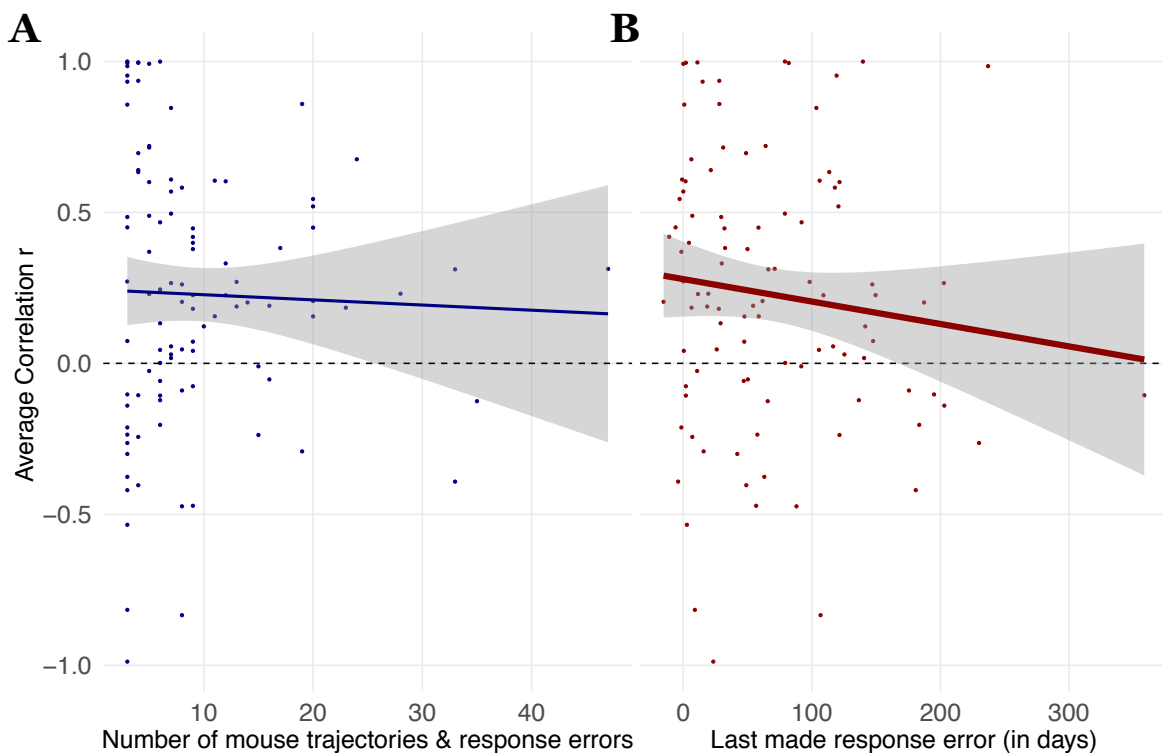 A
B
Average Correlation r
1.0
0.5
0.0
−0.5
−1.0
10 20 30 40
0 100 200 300
Number of mouse trajectories & response errors
Last made response error (in days)